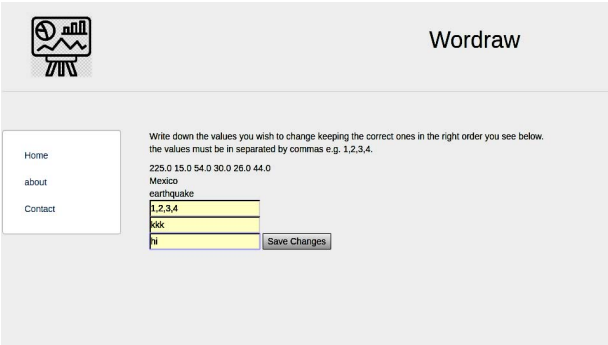 Wordraw
Home
about
Contact
Write down the values you wish to change keeping the correct ones in the right order you see below.
the values must be in separated by commas e.g. 1,2,3,4.
225.0 15.0 54.0 30.0 26.0 44.0
Mexico
earthquake
1,2,3,4
kkk
hi
Save Changes